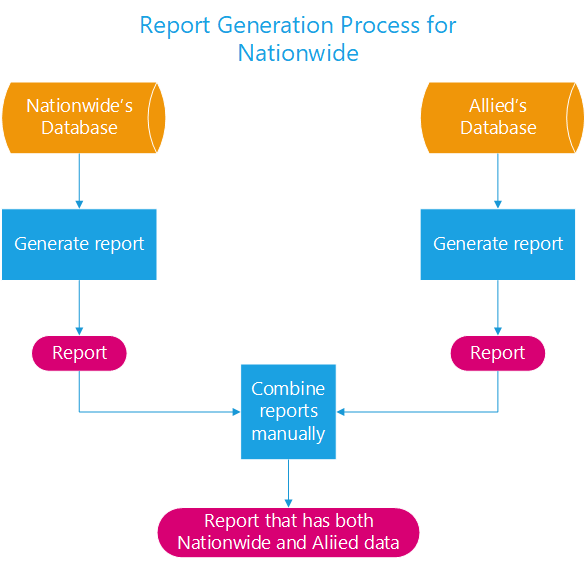 Report Generation Process for
Nationwide
Nationwide's
Database
Allied's
Database
Generate report
Generate report
Report
Report
Combine
reports
manually
Report that has both
Nationwide and Aliied data